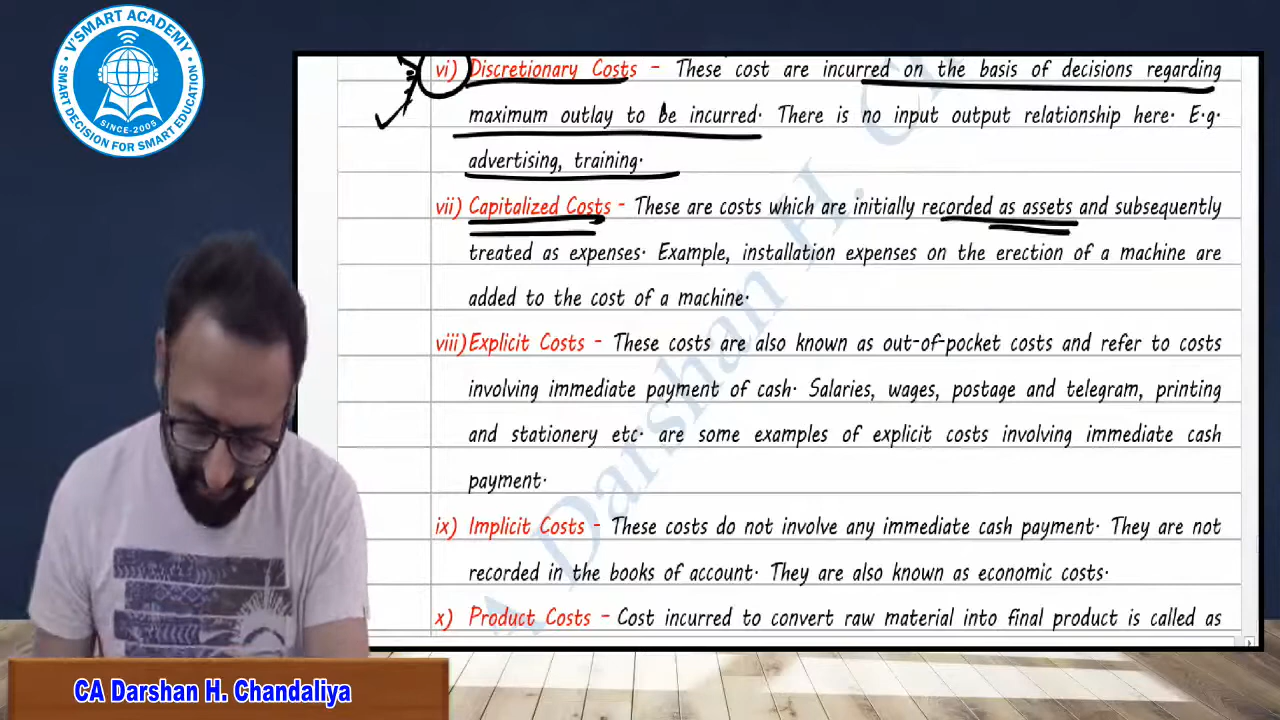 V'SMART ACADEMY
SINCE-2008
SMART DECISION FOR SMART EDUCATION
vi) Discretionary Costs - These cost are incurred on the basis of decisions regarding
maximum outlay to be incurred. There is no input output relationship here. E.g.
advertising, training.
vii) Capitalized Costs - These are costs which are initially recorded as assets and subsequently
treated as expenses. Example, installation expenses on the erection of a machine are
added to the cost of a machine.
viii) Explicit Costs - These costs are also known as out-of-pocket costs and refer to costs
involving immediate payment of cash. Salaries, wages, postage and telegram, printing
and stationery etc. are some examples of explicit costs involving immediate cash
payment.
ix) Implicit Costs - These costs do not involve any immediate cash payment. They are not
recorded in the books of account. They are also known as economic costs.
x) Product Costs - Cost incurred to convert raw material into final product is called as
A Darshan H. C
CA Darshan H. Chandaliya